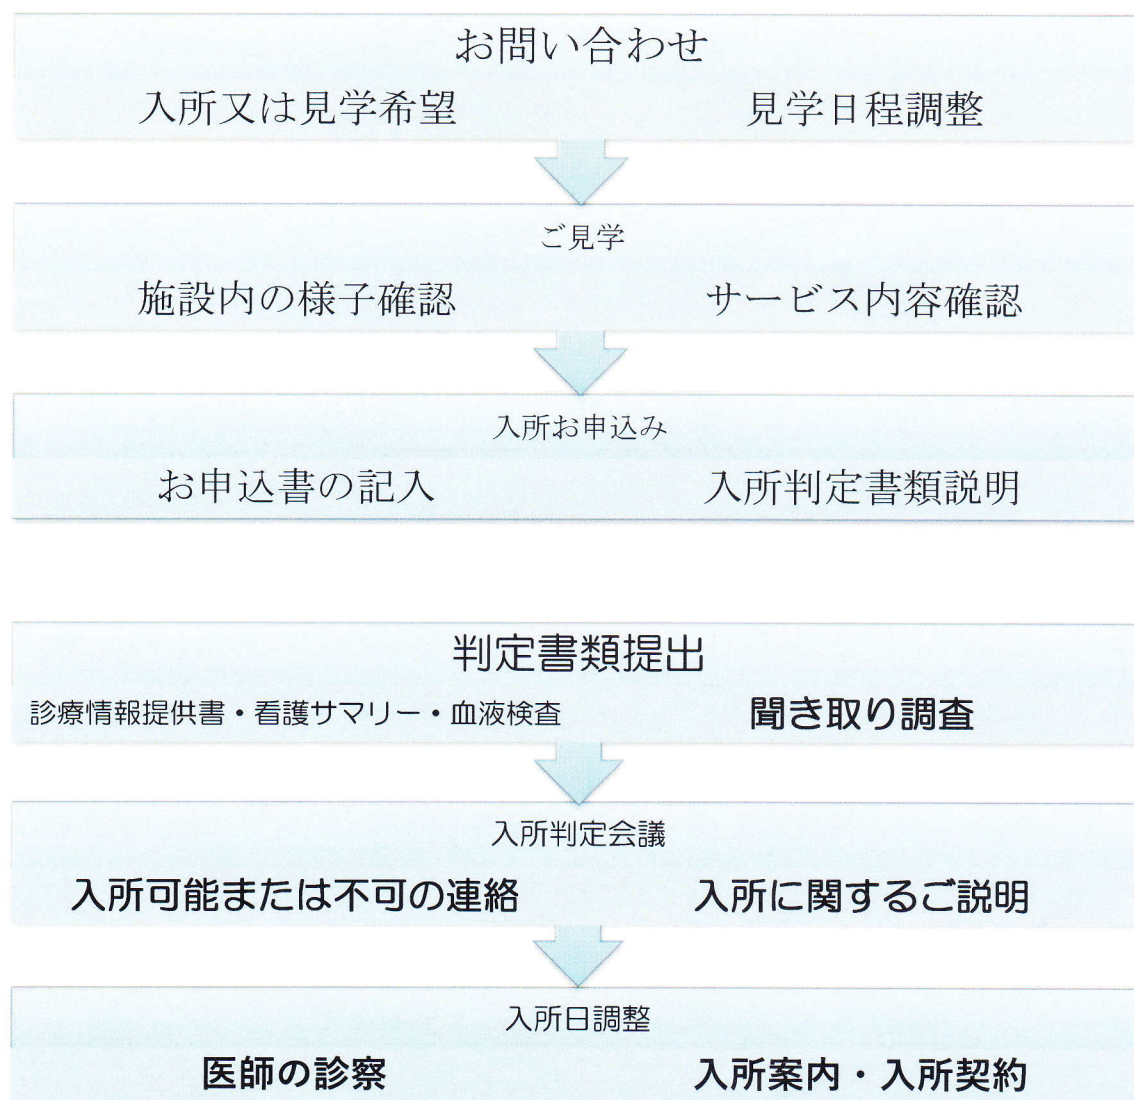 お問い合わせ
入所又は見学希望 見学日程調整
ご見学
施設内の様子確認 サービス内容確認
入所お申込み
お申込書の記入 入所判定書類説明
判定書類提出
診療情報提供書・看護サマリー・血液検査 聞き取り調査
入所判定会議
入所可能または不可の連絡 入所に関するご説明
入所日調整
医師の診察 入所案内・入所契約